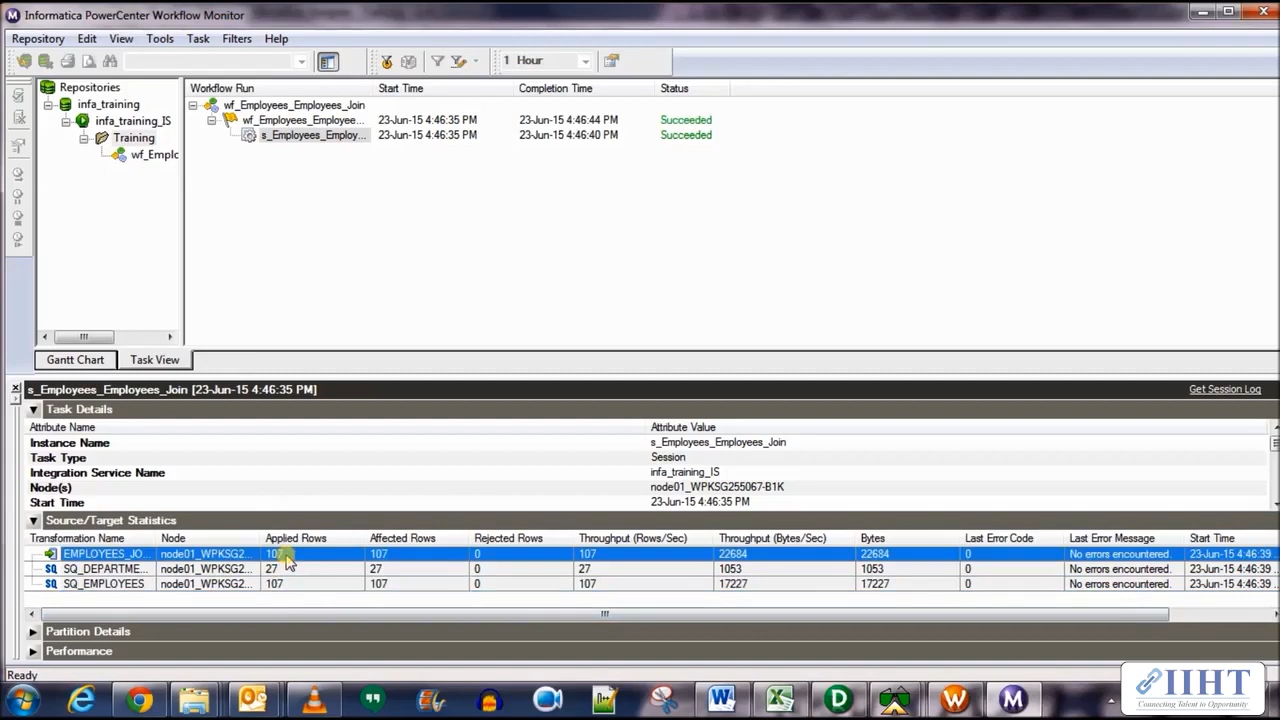 Informatica PowerCenter Workflow Monitor
Repository Edit View Tools Task Filters Help
1 Hour
Repositories
infa_training
infa_training_IS
Training
wf_Emplc
Workflow Run Start Time Completion Time Status
wf_Employees_Employees_Join
wf_Employees_Employee... 23-Jun-15 4:46:35 PM 23-Jun-15 4:46:44 PM Succeeded
s_Employees_Employ... 23-Jun-15 4:46:35 PM 23-Jun-15 4:46:40 PM Succeeded
Gantt Chart Task View
s_Employees_Employees_Join [23-Jun-15 4:46:35 PM] Get Session Log
Task Details
Attribute Name Attribute Value
Instance Name s_Employees_Employees_Join
Task Type Session
Integration Service Name infa_training_IS
Node(s) node01_WPKSG255067-B1K
Start Time 23-Jun-15 4:46:35 PM
Source/Target Statistics
Transformation Name Node Applied Rows Affected Rows Rejected Rows Throughput (Rows/Sec) Throughput (Bytes/Sec) Bytes Last Error Code Last Error Message Start Time
EMPLOYEES_JO... node01_WPKSG2... 107 107 0 107 22684 22684 0 No errors encountered. 23-Jun-15 4:46:39
SQ_DEPARTME... node01_WPKSG2... 27 27 0 27 1053 1053 0 No errors encountered. 23-Jun-15 4:46:39
SQ_EMPLOYEES node01_WPKSG2... 107 107 0 107 17227 17227 0 No errors encountered. 23-Jun-15 4:46:39
Partition Details
Performance
Ready
IIHT
Connecting Talent to Opportunity